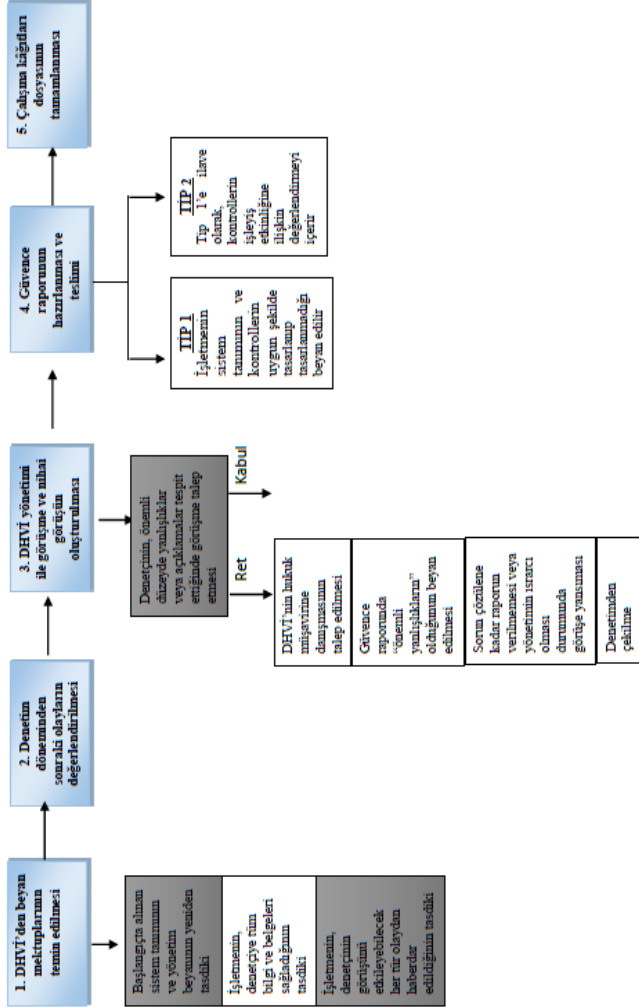 1. DHVİ'den beyan
mektuplarının
temin edilmesi
Başlangıçta alınan
sistem tanımının
ve yönetim
beyanının yeniden
tasdiki
İşletmenin,
denetçiye tüm
bilgi ve belgeleri
sağladığının
tasdiki
İşletmenin,
denetçinin
görüşünü
etkileyebilecek
her tür olaydan
haberdar
edildiğinin tasdiki
2. Denetim
döneminden
sonraki olayların
değerlendirilmesi
3. DHVİ yönetimi
ile görüşme ve nihai
görüşün
oluşturulması
Denetçinin, önemli
düzeyde yanlışlıklar
veya açıklamalar tespit
ettiğinde görüşme talep
etmesi
Ret
Kabul
DHVİ'nin hukuk
müşavirine
danışmasının
talep edilmesi
Güvence
raporunda
“önemli
yanlışlıkların”
olduğunun beyan
edilmesi
Sorun çözülene
kadar raporun
verilmemesi veya
yönetimin ısrarcı
olması
durumunda
görüşe yansıması
Denetimden
çekilme
4. Güvence
raporunun
hazırlanması ve
teslimi
TİP 1
İşletmenin
sistem
tanımının ve
kontrollerin
uygun şekilde
tasarlanıp
tasarlanmadığı
beyan edilir
TİP 2
Tip 1'e ilave
olarak,
kontrollerin
işleyiş
etkinliğine
ilişkin
değerlendirmeyi
içerir
5. Çalışma kâğıtları
dosyasının
tamamlanması